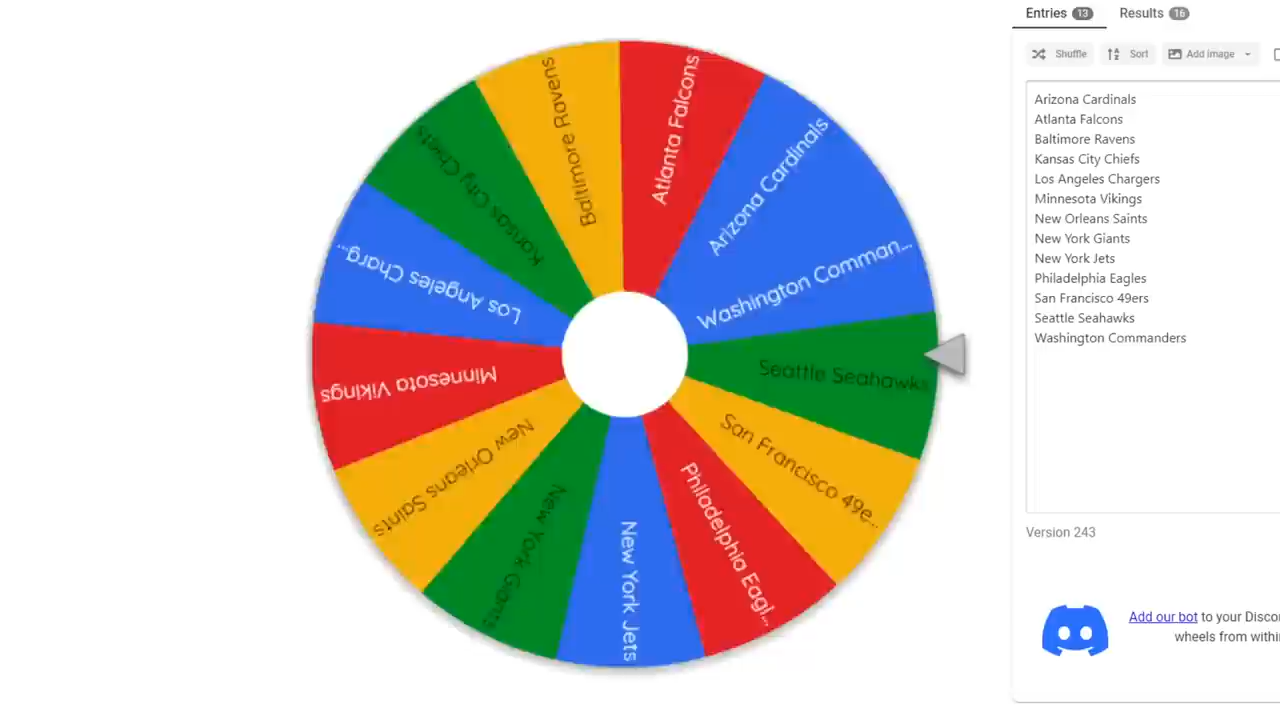 Entries 13 Results 16
Shuffle Sort Add image
Arizona Cardinals
Atlanta Falcons
Baltimore Ravens
Kansas City Chiefs
Los Angeles Chargers
Minnesota Vikings
New Orleans Saints
New York Giants
New York Jets
Philadelphia Eagles
San Francisco 49ers
Seattle Seahawks
Washington Commanders
Version 243
Add our bot to your Disco
wheels from withi
Atlanta Falcons
Arizona Cardinals
Washington Comman...
Seattle Seahawks
San Francisco 49e...
Philadelphia Eagl...
New York Jets
New York Giants
New Orleans Saints
Minnesota Vikings
Los Angeles Charg...
Kansas City Chiefs
Baltimore Ravens